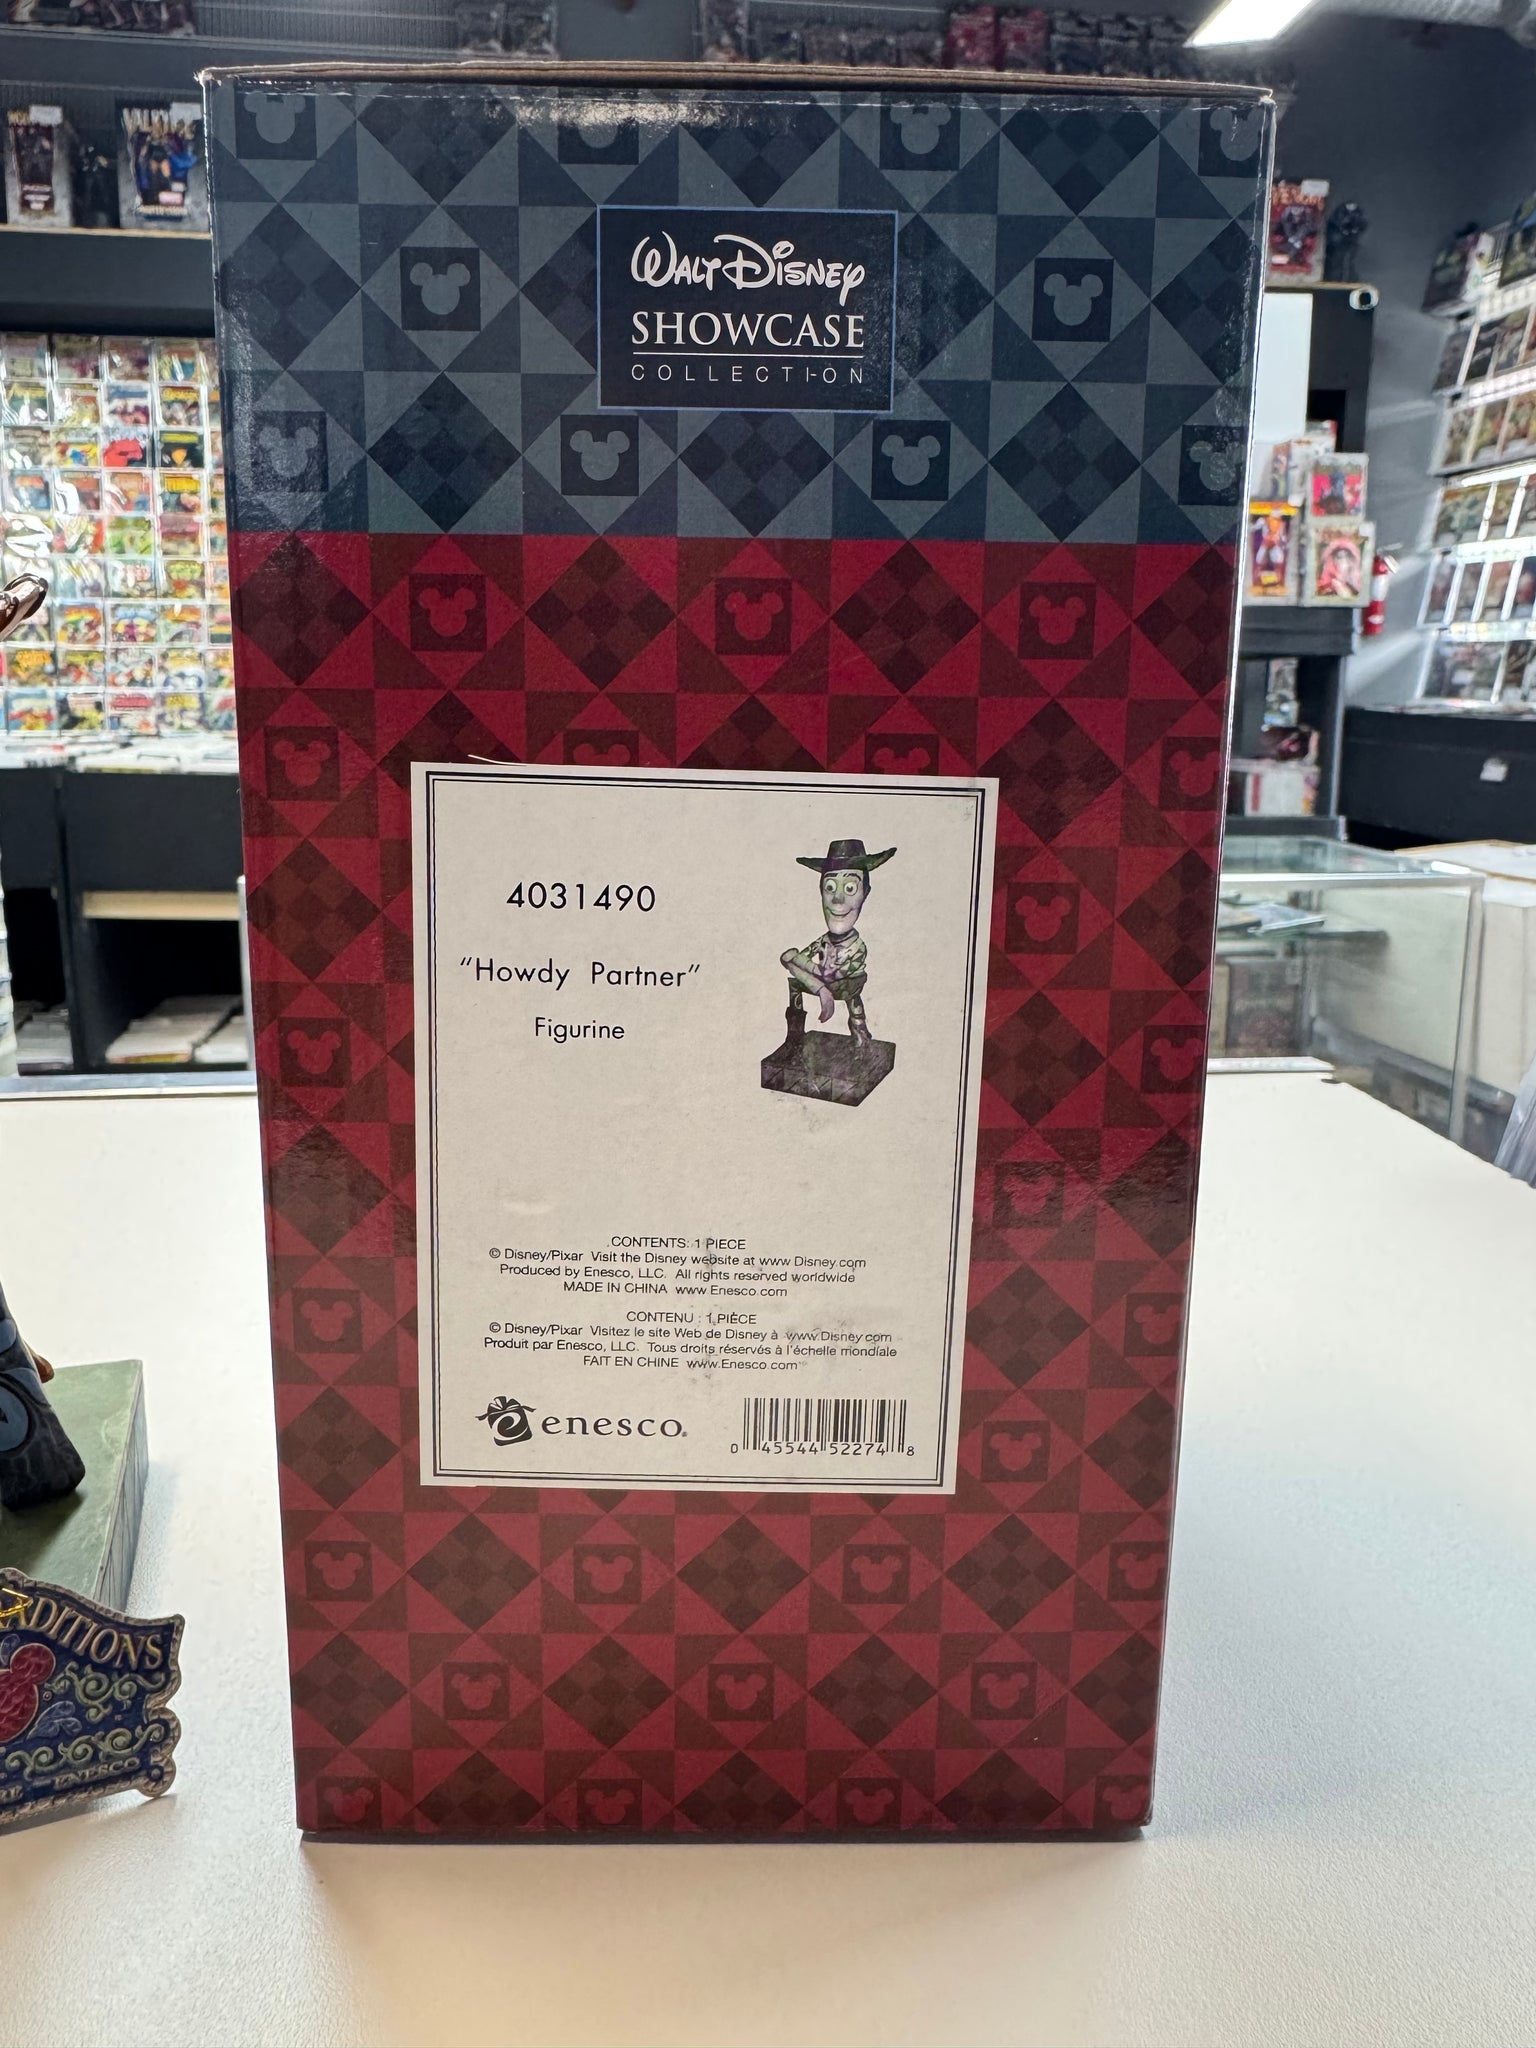 WALT DISNEY
SHOWCASE
COLLECTION
4031490
"Howdy Partner"
Figurine
CONTENTS: 1 PIECE
© Disney/Pixar Visit the Disney website at www Disney.com
Produced by Enesco, LLC. All rights reserved worldwide
MADE IN CHINA www.Enesco.com
CONTENU : 1 PIÈCE
© Disney/Pixar Visitez le site Web de Disney à www.Disney.com
Produit par Enesco, LLC. Tous droits réservés à l'échelle mondiale
FAIT EN CHINE www.Enesco.com
enesco.
0 45544 52274 8
ADITIONS
ENESCO